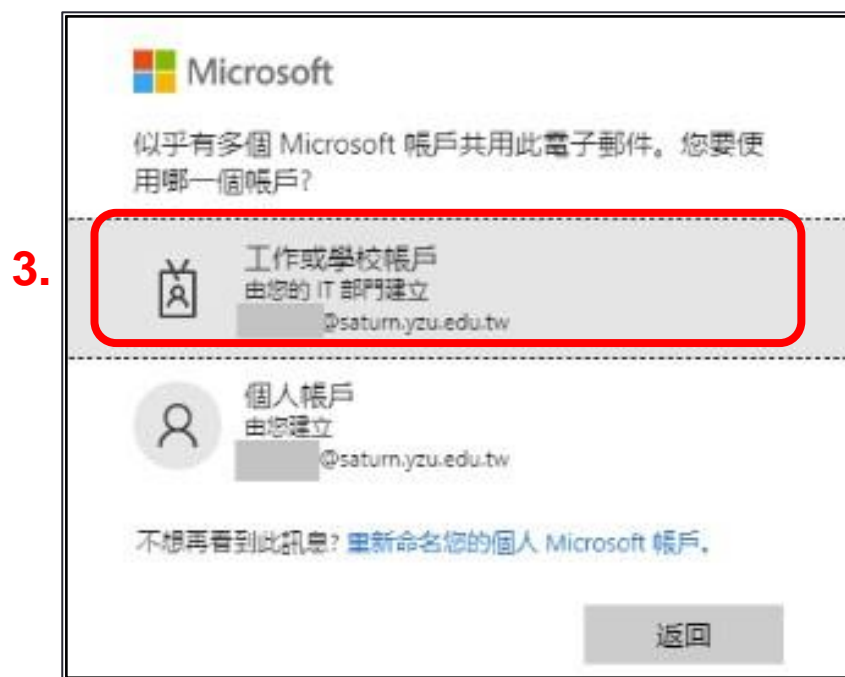 Microsoft
似乎有多個 Microsoft 帳戶共用此電子郵件。您要使
用哪一個帳戶?
3.
工作或學校帳戶
由您的 IT 部門建立
@saturn.yzu.edu.tw
個人帳戶
由您建立
@saturn.yzu.edu.tw
不想再看到此訊息? 重新命名您的個人 Microsoft 帳戶。
返回